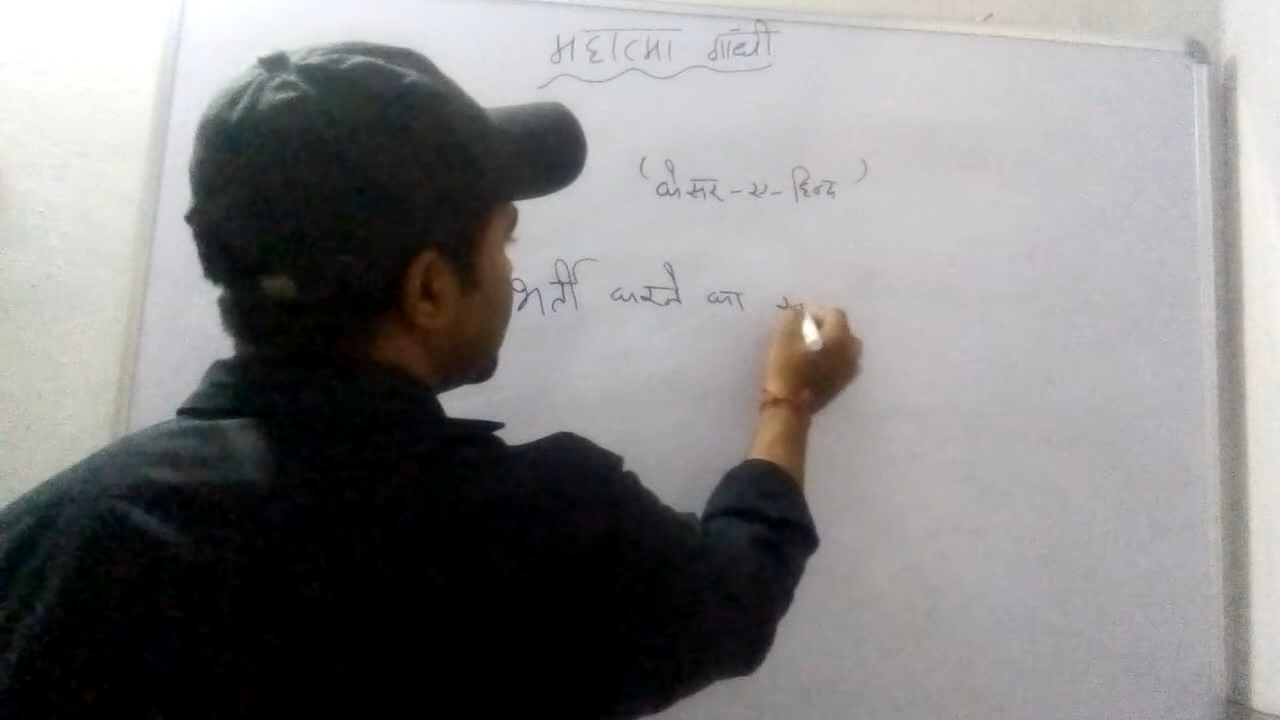 महात्मा गांधी
(केसर-ए-हिन्द)
भर्ती करने का